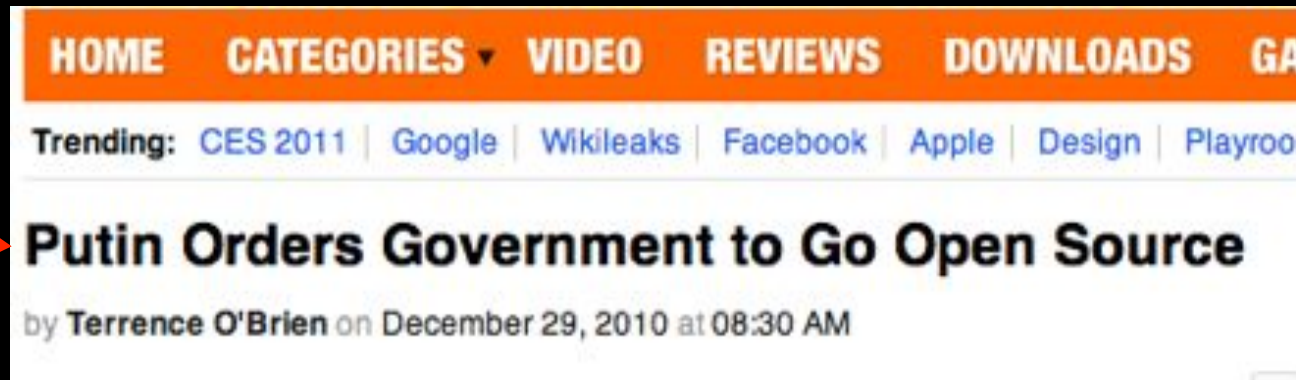 HOME CATEGORIES VIDEO REVIEWS DOWNLOADS
Trending: CES 2011 Google Wikileaks Facebook Apple Design
Putin Orders Government to Go Open Source
by Terrence O'Brien on December 29, 2010 at 08:30 AM